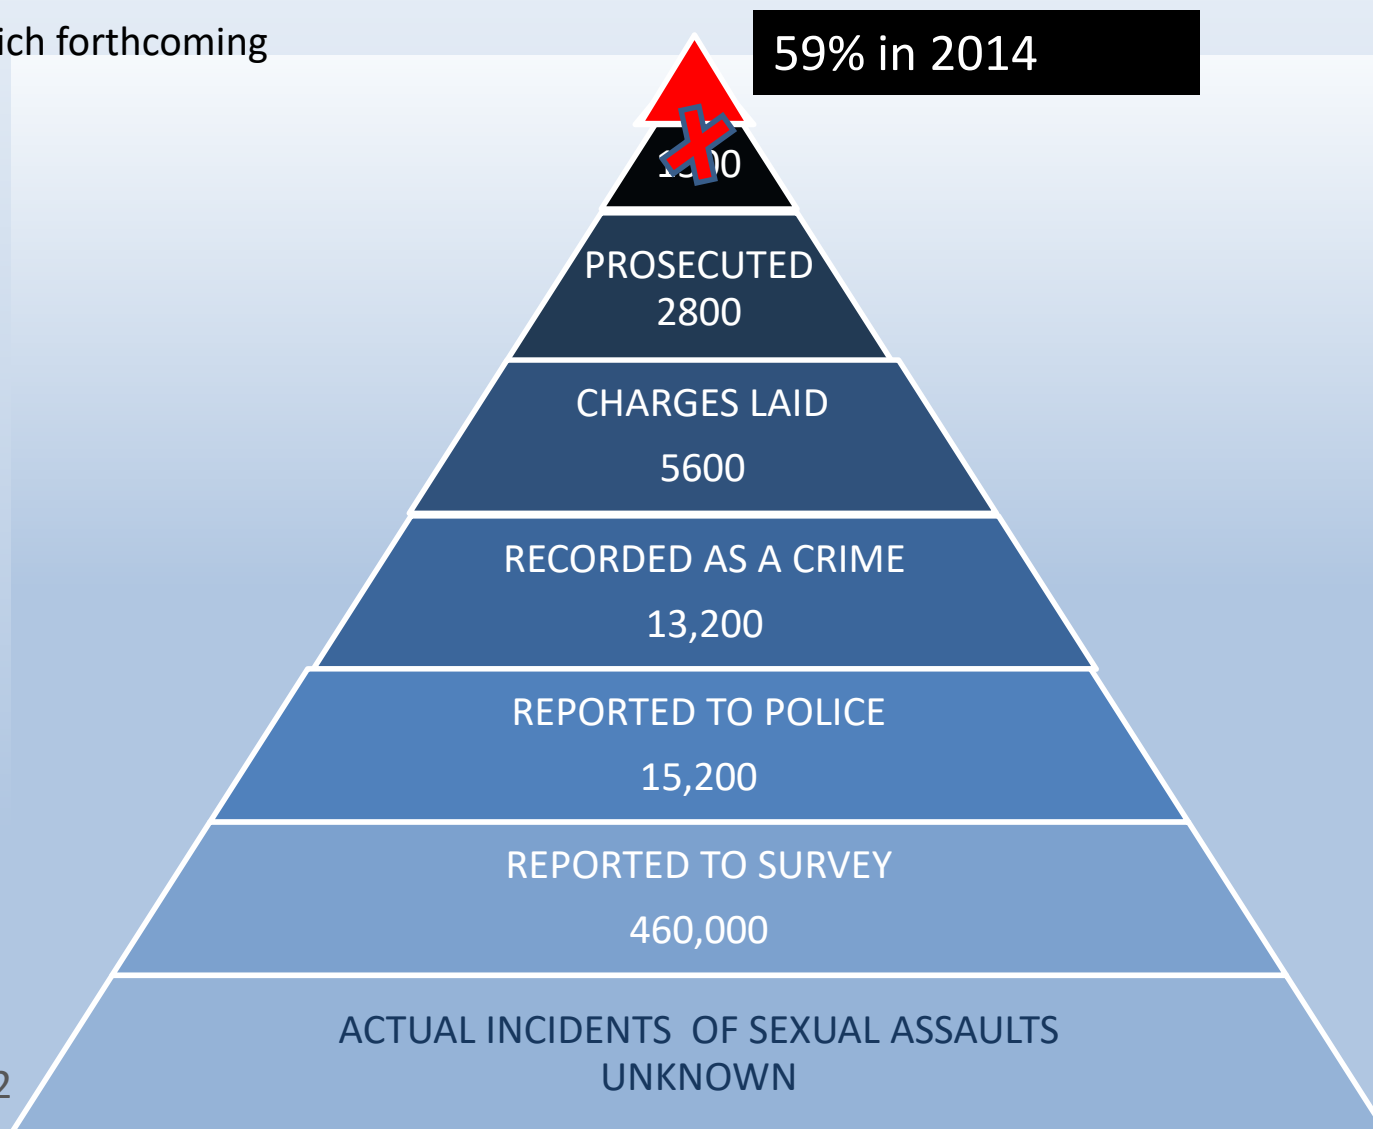 ich forthcoming
59% in 2014
PROSECUTED
2800
CHARGES LAID
5600
RECORDED AS A CRIME
13,200
REPORTED TO POLICE
15,200
REPORTED TO SURVEY
460,000
ACTUAL INCIDENTS OF SEXUAL ASSAULTS
UNKNOWN
2